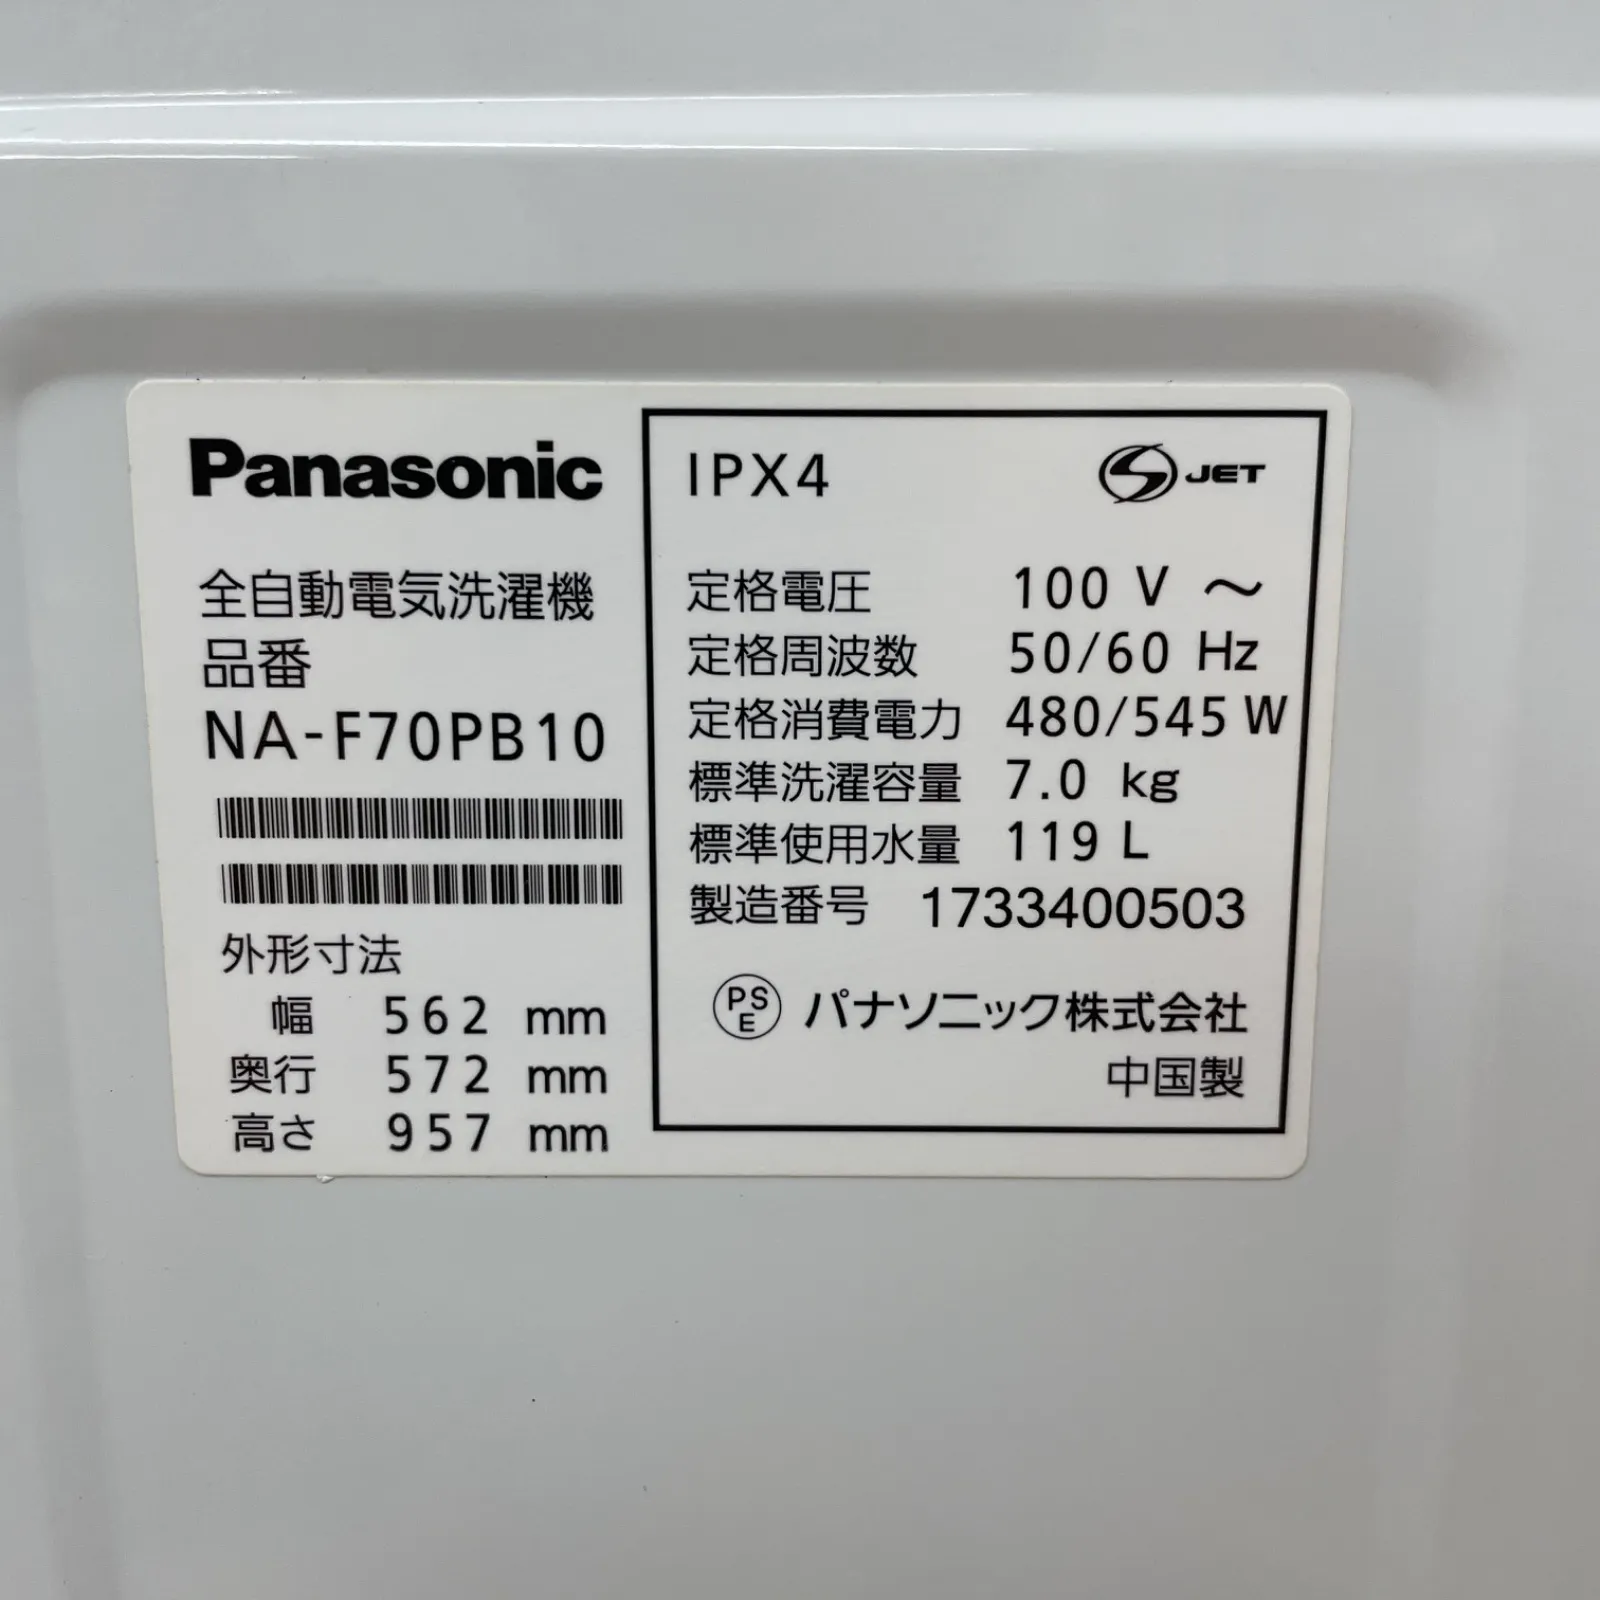 Panasonic
全自動電気洗濯機
品番
NA-F70PB10
外形寸法
幅 562 mm
奥行 572 mm
高さ 957 mm
IPX4
S JET
定格電圧 100 V ～
定格周波数 50/60 Hz
定格消費電力 480/545 W
標準洗濯容量 7.0 kg
標準使用水量 119 L
製造番号 1733400503
PSE パナソニック株式会社
中国製